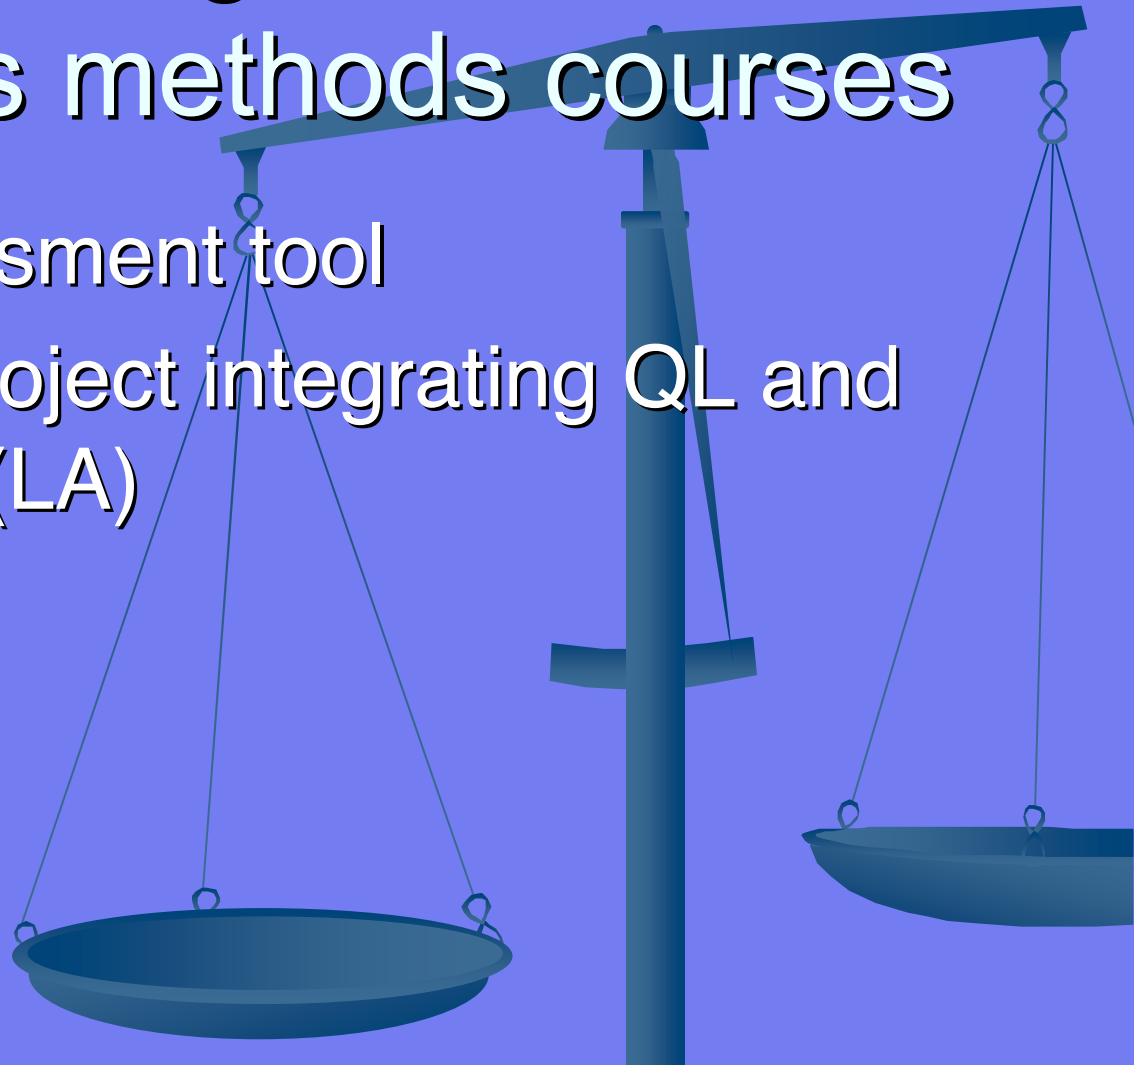 s methods courses
sment tool
oject integrating QL and
(LA)